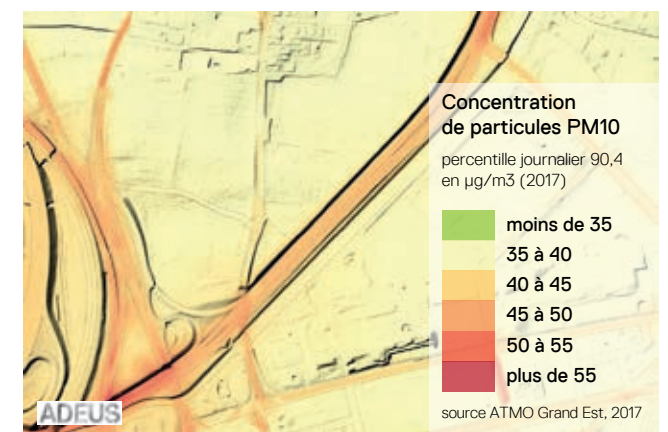 Concentration
de particules PM10
percentille journalier 90,4
en µg/m3 (2017)
moins de 35
35 à 40
40 à 45
45 à 50
50 à 55
plus de 55
source ATMO Grand Est, 2017
ADEUS